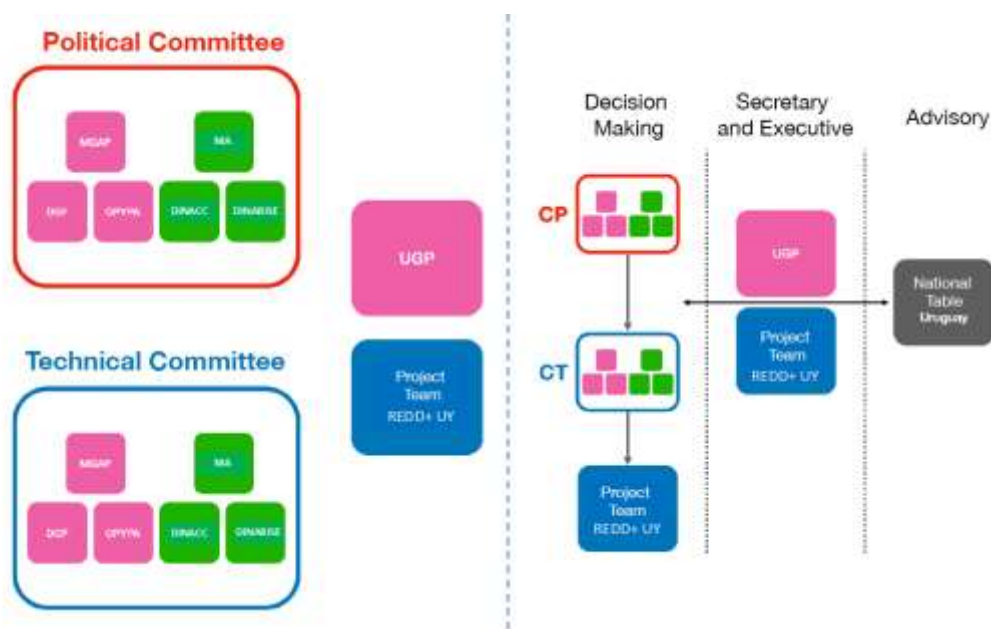 Political Committee
MGAP
MA
DGF
OPYPA
DINACC
DINABISE
UGP
Project
Team
REDD+ UY
Technical Committee
MGAP
MA
DGF
OPYPA
DINACC
DINABISE
Decision
Making
Secretary
and Executive
Advisory
CP
UGP
National
Table
Uruguay
CT
Project
Team
REDD+ UY
Project
Team
REDD+ UY